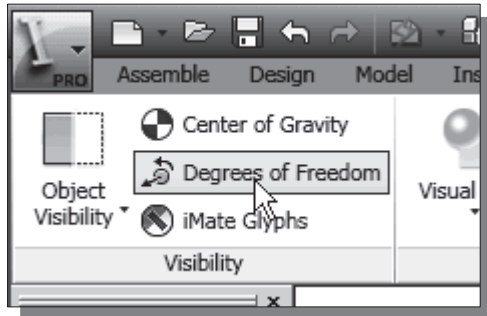 PRO
Assemble Design Model
Center of Gravity
Degrees of Freedom
Object
Visibility
iMate Glyphs
Visual
Visibility